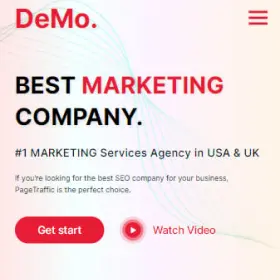 DeMo.
BEST MARKETING
COMPANY.
#1 MARKETING Services Agency in USA & UK
If you're looking for the best SEO company for your business,
PageTraffic is the perfect choice.
Get start
Watch Video